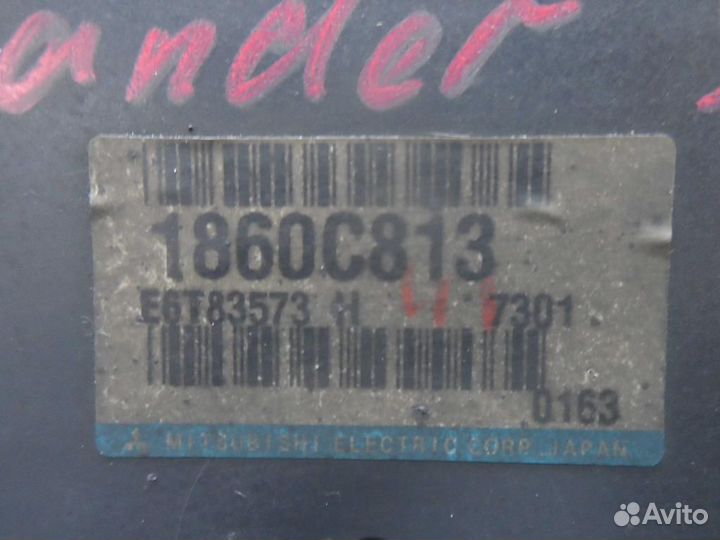 ander
1860C813
E6T83573 H 7301
0163
MITSUBISHI ELECTRIC CORP. JAPAN
Avito